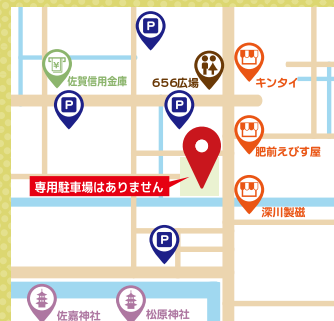 P
佐賀信用金庫
656広場
キンタイ
P
P
肥前えびす屋
専用駐車場はありません
深川製磁
P
佐嘉神社
松原神社